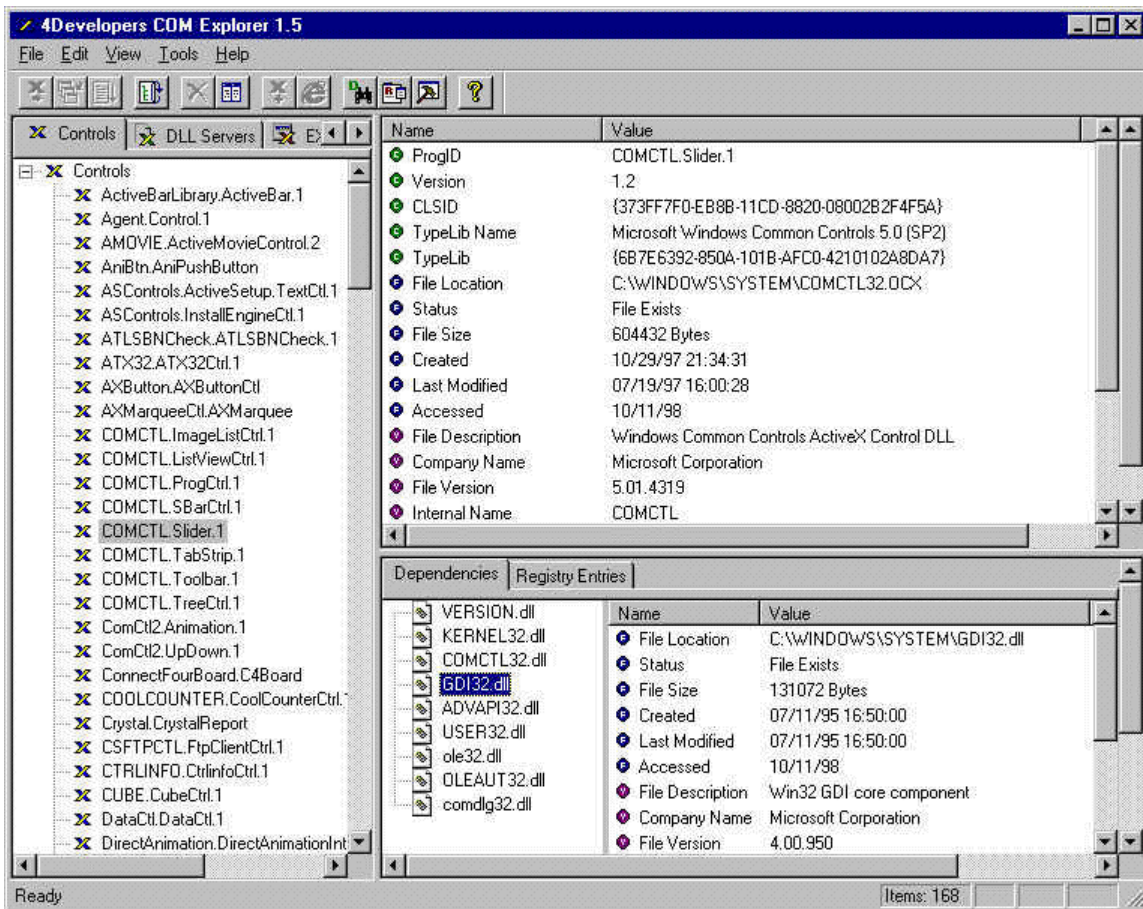 4Developers COM Explorer 1.5
File Edit View Tools Help
Controls DLL Servers EX
Controls
ActiveBarLibrary.ActiveBar.1
Agent.Control.1
AMOVIE.ActiveMovieControl.2
AniBtn.AniPushButton
ASControls.ActiveSetup.TextCtl.1
ASControls.InstallEngineCtl.1
ATLSBNCheck.ATLSBNCheck.1
ATX32.ATX32Ctrl.1
AXButton.AXButtonCtl
AXMarqueeCtl.AXMarquee
COMCTL.ImageListCtrl.1
COMCTL.ListViewCtrl.1
COMCTL.ProgCtrl.1
COMCTL.SBarCtrl.1
COMCTL.Slider.1
COMCTL.TabStrip.1
COMCTL.Toolbar.1
COMCTL.TreeCtrl.1
ComCtl2.Animation.1
ComCtl2.UpDown.1
ConnectFourBoard.C4Board
COOLCOUNTER.CoolCounterCtrl.1
Crystal.CrystalReport
CSFTPCTL.FtpClientCtrl.1
CTRLINFO.CtrlinfoCtrl.1
CUBE.CubeCtrl.1
DataCtl.DataCtl.1
DirectAnimation.DirectAnimationInt
Name Value
ProgID COMCTL.Slider.1
Version 1.2
CLSID {373FF7F0-EB8B-11CD-8820-08002B2F4F5A}
TypeLib Name Microsoft Windows Common Controls 5.0 (SP2)
TypeLib {6B7E6392-850A-101B-AFC0-4210102A8DA7}
File Location C:\WINDOWS\SYSTEM\COMCTL32.OCX
Status File Exists
File Size 604432 Bytes
Created 10/29/97 21:34:31
Last Modified 07/19/97 16:00:28
Accessed 10/11/98
File Description Windows Common Controls ActiveX Control DLL
Company Name Microsoft Corporation
File Version 5.01.4319
Internal Name COMCTL
Dependencies Registry Entries
VERSION.dll
KERNEL32.dll
COMCTL32.dll
GDI32.dll
ADVAPI32.dll
USER32.dll
ole32.dll
OLEAUT32.dll
comdlg32.dll
Name Value
File Location C:\WINDOWS\SYSTEM\GDI32.dll
Status File Exists
File Size 131072 Bytes
Created 07/11/95 16:50:00
Last Modified 07/11/95 16:50:00
Accessed 10/11/98
File Description Win32 GDI core component
Company Name Microsoft Corporation
File Version 4.00.950
Ready Items: 168